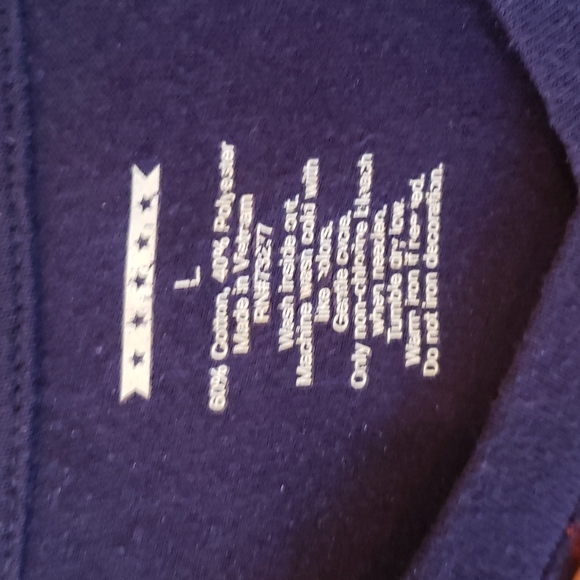 L
60% Cotton, 40% Polyester
Made in Vietnam
Wash inside out.
Machine wash cold with
like colors.
Gentle cycle.
Only non-chlorine bleach
when needed.
Tumble dry low.
Warm iron if needed.
Do not iron decoration.